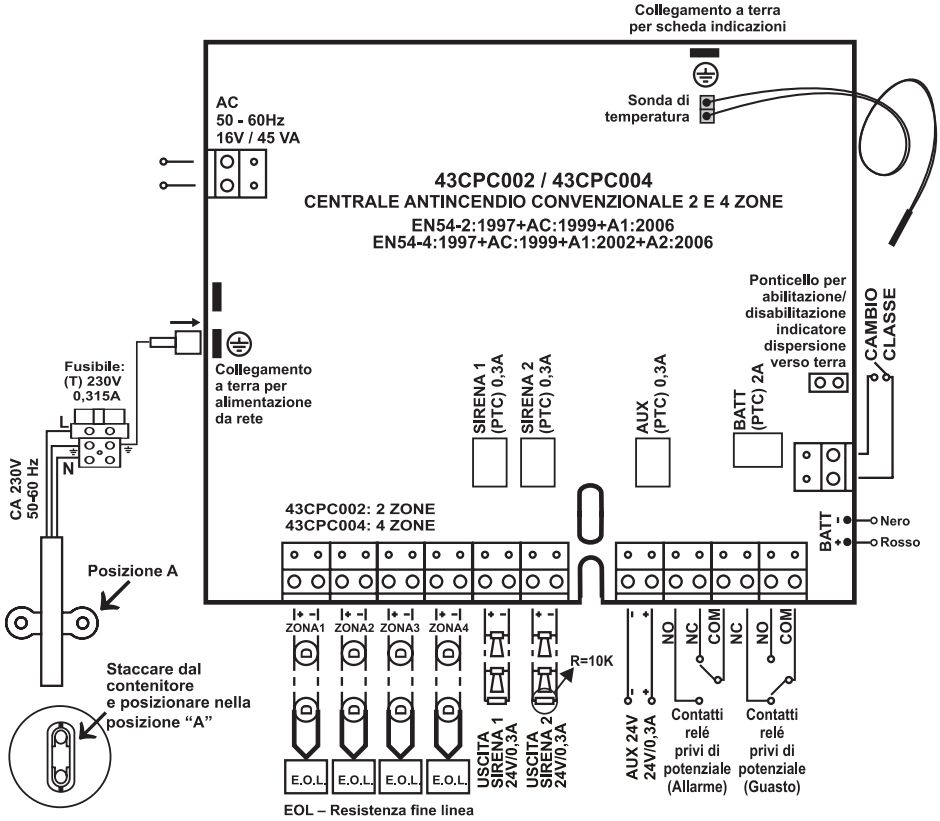 Collegamento a terra
per scheda indicazioni
AC
50 - 60Hz
16V / 45 VA
Sonda di
temperatura
43CPC002 / 43CPC004
CENTRALE ANTINCENDIO CONVENZIONALE 2 E 4 ZONE
EN54-2:1997+AC:1999+A1:2006
EN54-4:1997+AC:1999+A1:2002+A2:2006
Ponticello per
abilitazione/
disabilitazione
indicatore
dispersione
verso terra
CAMBIO
CLASSE
Fusibile:
(T) 230V
0,315A
Collegamento
a terra per
alimentazione
da rete
L
N
CA 230V
50-60 Hz
SIRENA 1
(PTC) 0,3A
SIRENA 2
(PTC) 0,3A
AUX
(PTC) 0,3A
BATT
(PTC) 2A
43CPC002: 2 ZONE
43CPC004: 4 ZONE
BATT
- Nero
+ Rosso
Posizione A
Staccare dal
contenitore
e posizionare nella
posizione “A”
+ - + - + - + - + - + - - +
ZONA1 ZONA2 ZONA3 ZONA4
NO NC COM NC NO COM
D D D D
R=10K
D D D D
- +
E.O.L. E.O.L. E.O.L. E.O.L.
USCITA
SIRENA 1
24V/0,3A
USCITA
SIRENA 2
24V/0,3A
AUX 24V
24V/0,3A
Contatti
relé
privi di
potenziale
(Allarme)
Contatti
relé
privi di
potenziale
(Guasto)
EOL – Resistenza fine linea